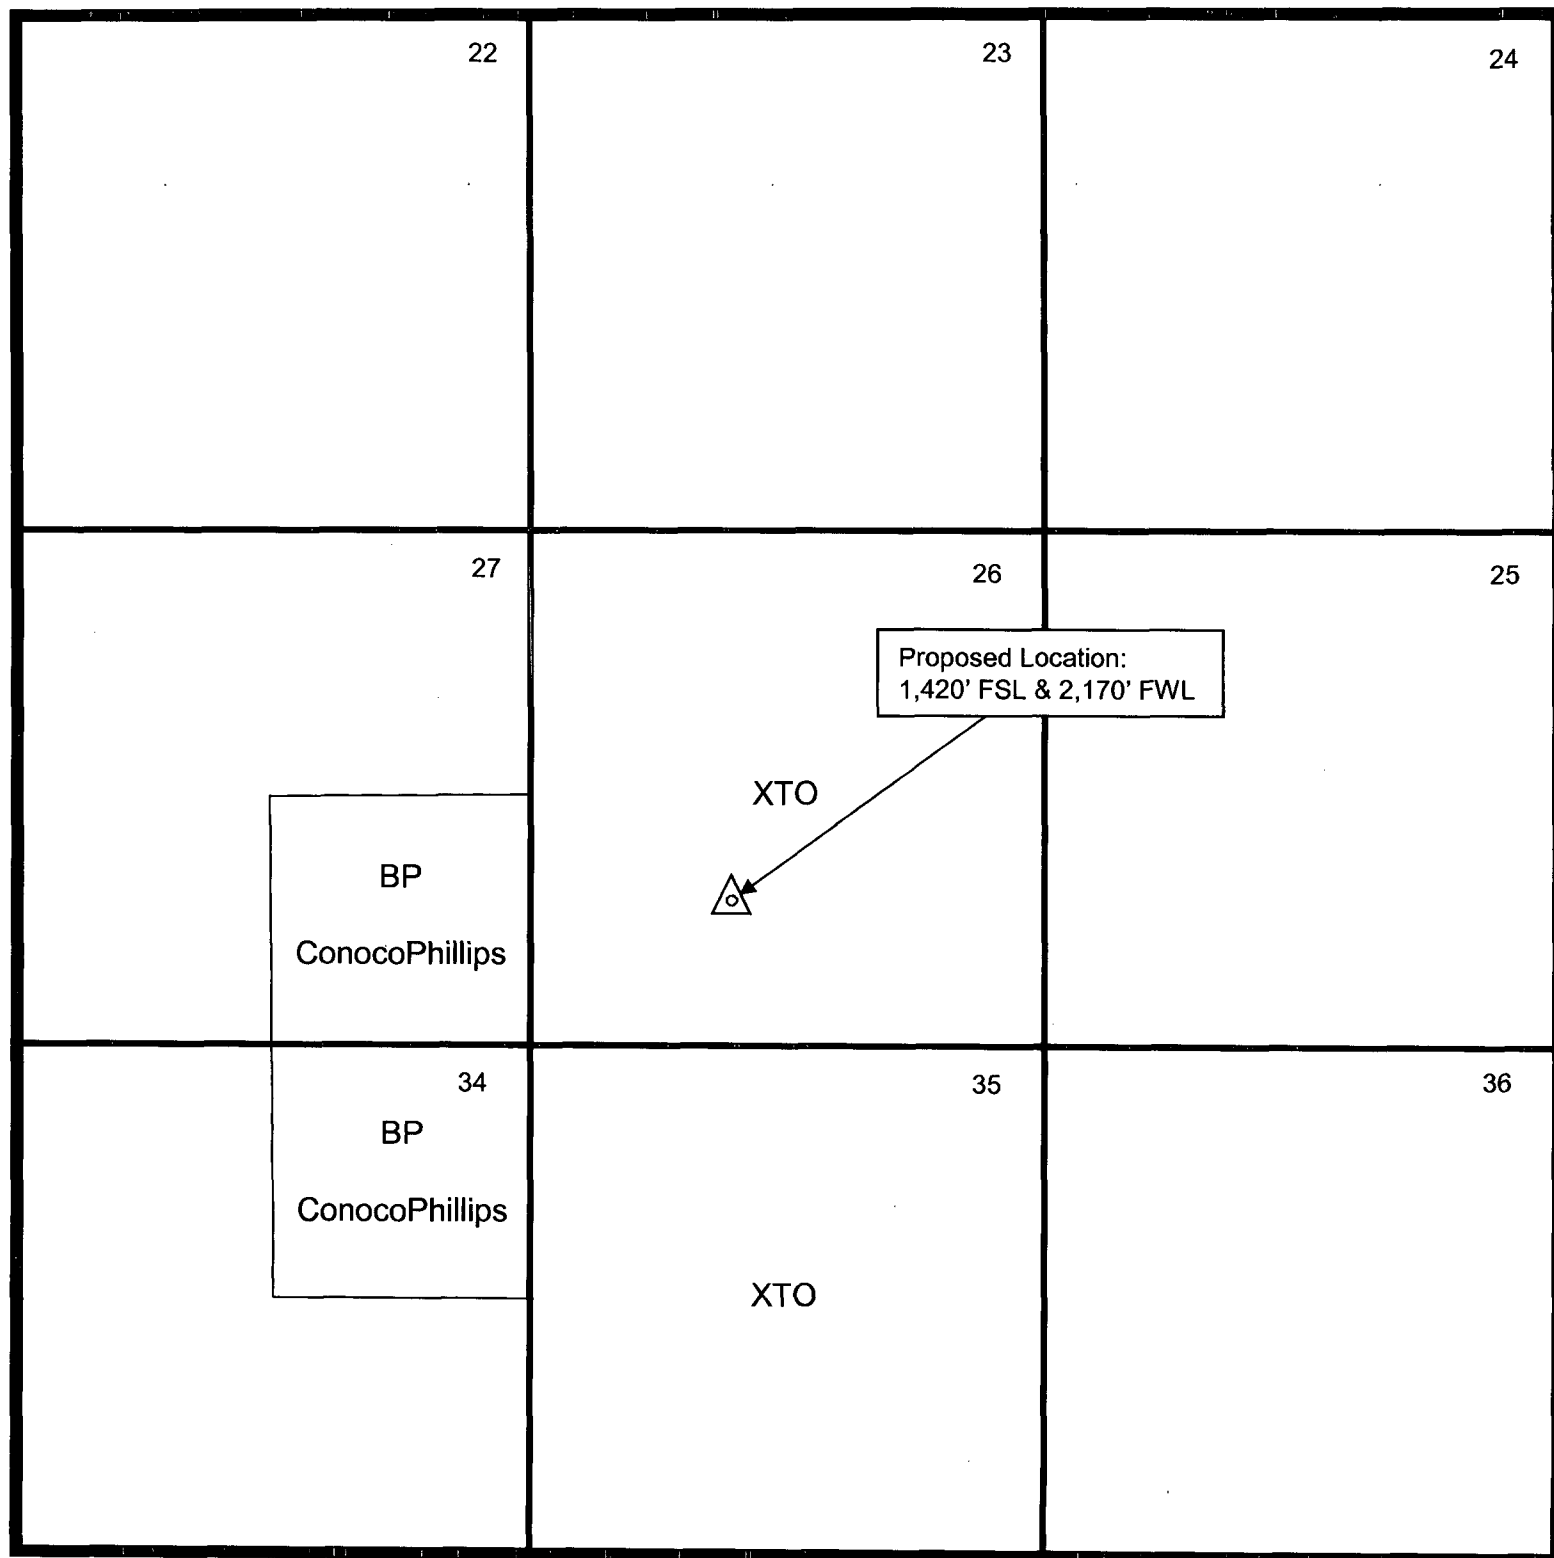 22
23
24
27
26
25
Proposed Location:
1,420' FSL & 2,170' FWL
XTO
BP
ConocoPhillips
34
35
36
BP
ConocoPhillips
XTO